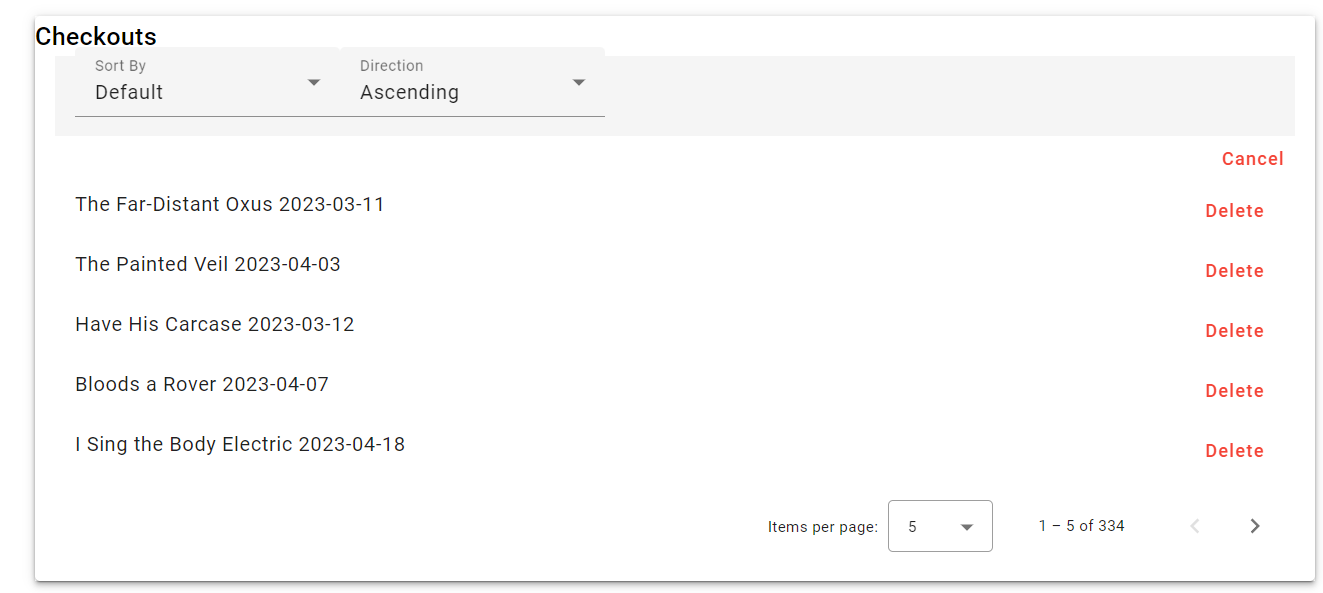 Checkouts
Sort By Direction
Default Ascending
Cancel
The Far-Distant Oxus 2023-03-11 Delete
The Painted Veil 2023-04-03 Delete
Have His Carcase 2023-03-12 Delete
Bloods a Rover 2023-04-07 Delete
I Sing the Body Electric 2023-04-18 Delete
Items per page: 5 1 – 5 of 334